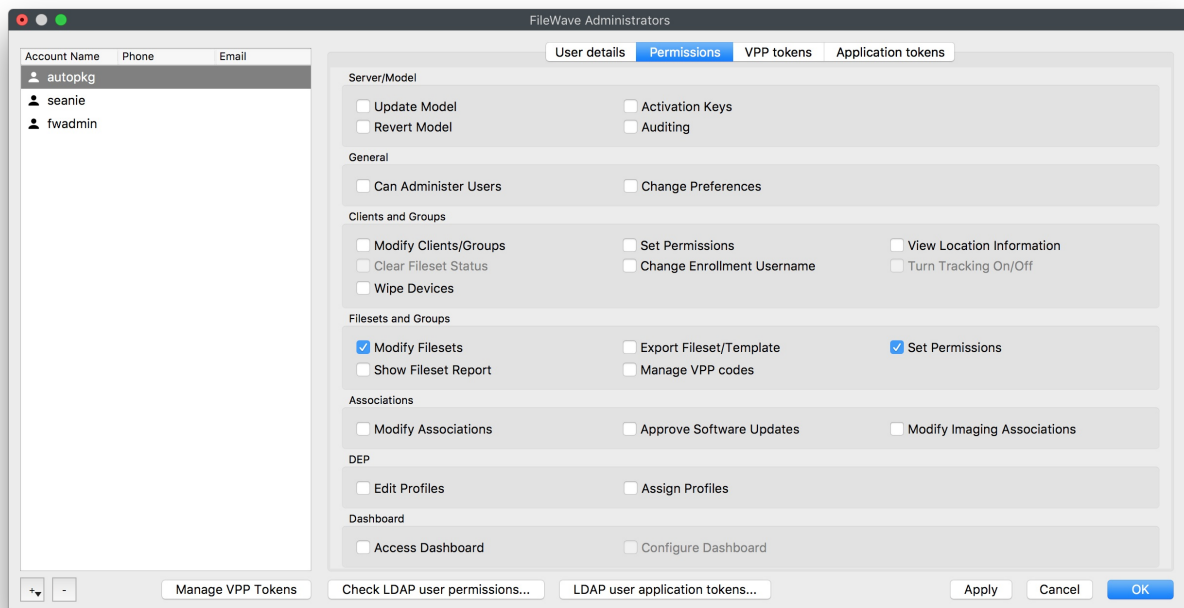 FileWave Administrators
Account Name Phone Email
autopkg
seanie
fwadmin
User details Permissions VPP tokens Application tokens
Server/Model
Update Model Activation Keys
Revert Model Auditing
General
Can Administer Users Change Preferences
Clients and Groups
Modify Clients/Groups Set Permissions View Location Information
Clear Fileset Status Change Enrollment Username Turn Tracking On/Off
Wipe Devices
Filesets and Groups
Modify Filesets Export Fileset/Template Set Permissions
Show Fileset Report Manage VPP codes
Associations
Modify Associations Approve Software Updates Modify Imaging Associations
DEP
Edit Profiles Assign Profiles
Dashboard
Access Dashboard Configure Dashboard
+ - Manage VPP Tokens Check LDAP user permissions... LDAP user application tokens... Apply Cancel OK